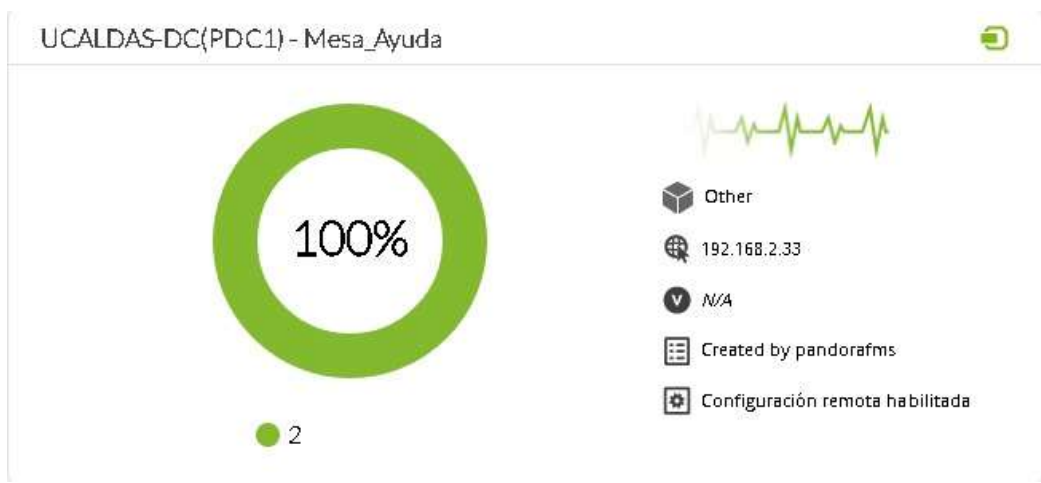 UCALDAS-DC(PDC1) - Mesa_Ayuda
100%
2
Other
192.168.2.33
V N/A
Created by pandorafms
Configuración remota habilitada